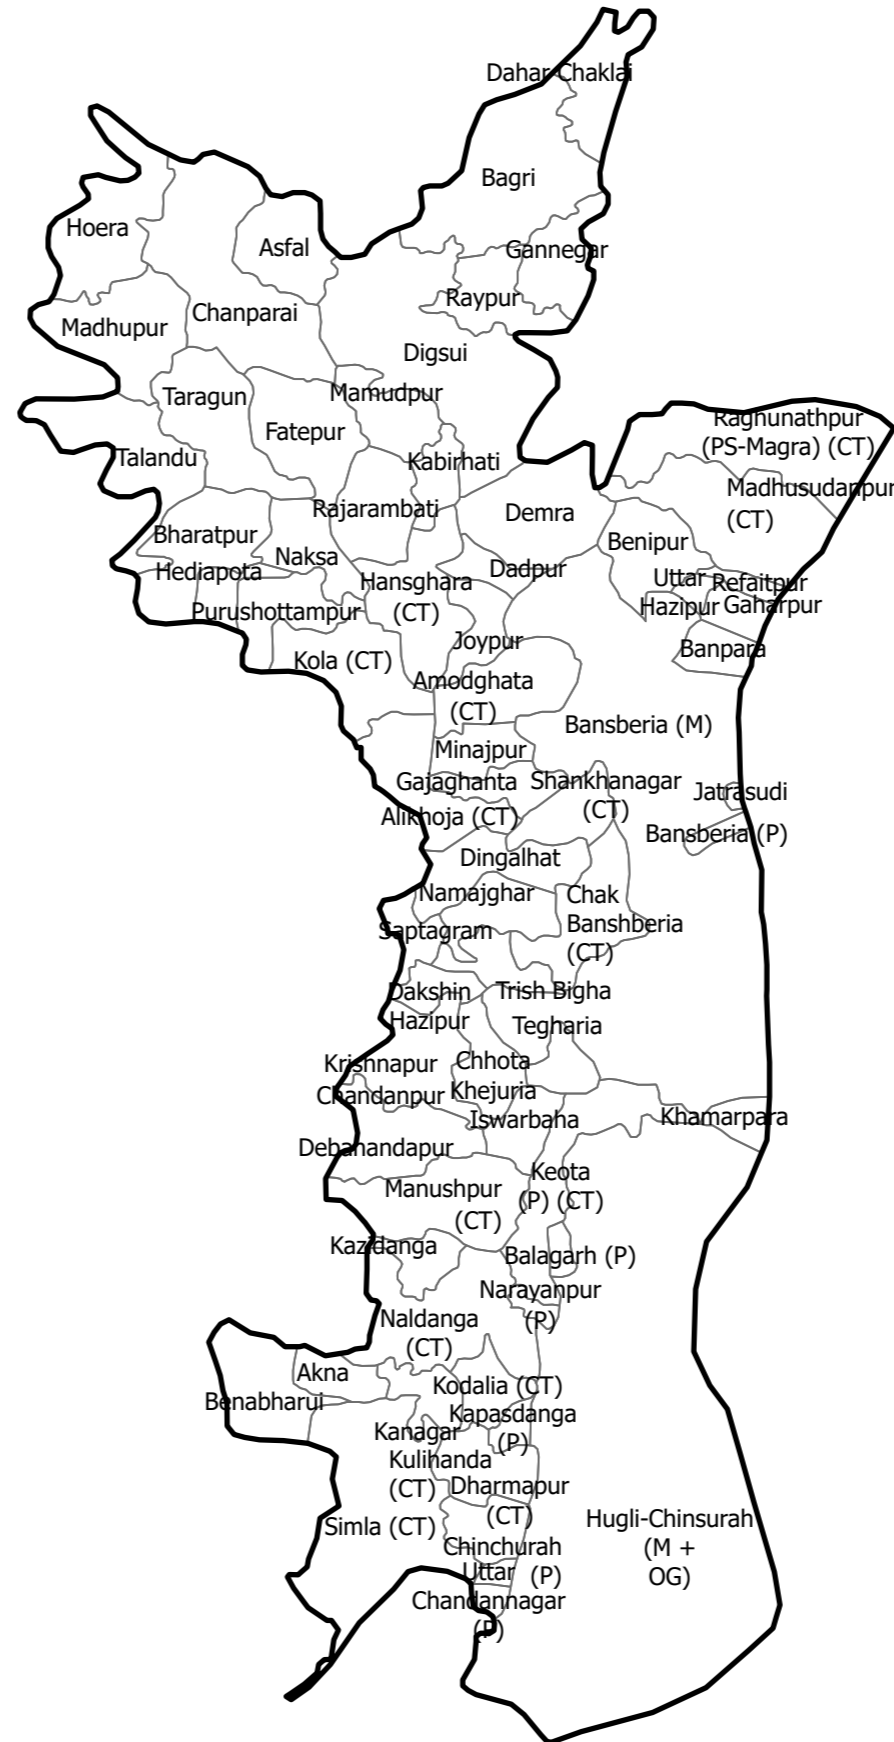 Dahar Chaklai
Bagri
Hoera
Asfal
Gannegar
Raypur
Chanparai
Madhupur
Digsui
Mamudpur
Taragun
Fatepur
Raghunathpur
(PS-Magra) (CT)
Talandu
Kabirhati
Madhusudanpur
(CT)
Rajarambati
Demra
Bharatpur
Benipur
Naksa
Hediapota
Hansghara
(CT)
Dadpur
Uttar
Hazipur
Refaitpur
Gaharpur
Purushottampur
Joypur
Banpara
Kola (CT)
Amodghata
(CT)
Bansberia (M)
Minajpur
Gajaghanta
Shankhanagar
(CT)
Jatrasudi
Alikhoja (CT)
Bansberia (P)
Dingalhat
Namajghar
Chak
Banshberia
(CT)
Saptagram
Dakshin
Hazipur
Trish Bigha
Tegharia
Krishnapur
Chhota
Khejuria
Chandanpur
Iswarbaha
Khamarpara
Debanandapur
Keota
(P) (CT)
Manushpur
(CT)
Kazidanga
Balagarh (P)
Narayanpur
(P)
Naldanga
(CT)
Akna
Kodalia (CT)
Benabharui
Kapasdanga
(P)
Kanagar
Kulihanda
(CT)
Dharmapur
(CT)
Simla (CT)
Hugli-Chinsurah
(M +
OG)
Chinchurah
(P)
Uttar
Chandannagar
(P)